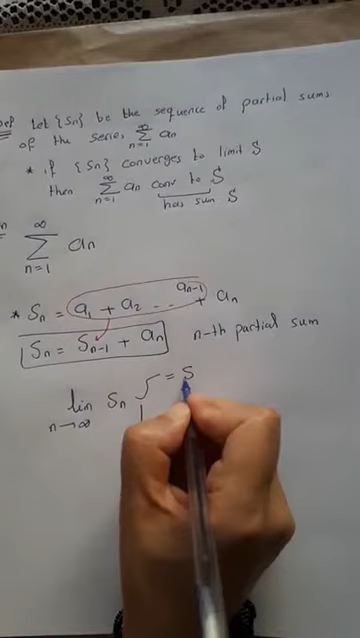 Def Let {Sn} be the sequence of partial sums
of the series ∞ Σ n=1 an
* if {Sn} converges to limit S
then ∞ Σ n=1 an conv to S
has sum S
∞ Σ n=1 an
* Sn = a1 + a2 ... an-1 + an
Sn = Sn-1 + an n-th partial sum
lim n→∞ Sn = S